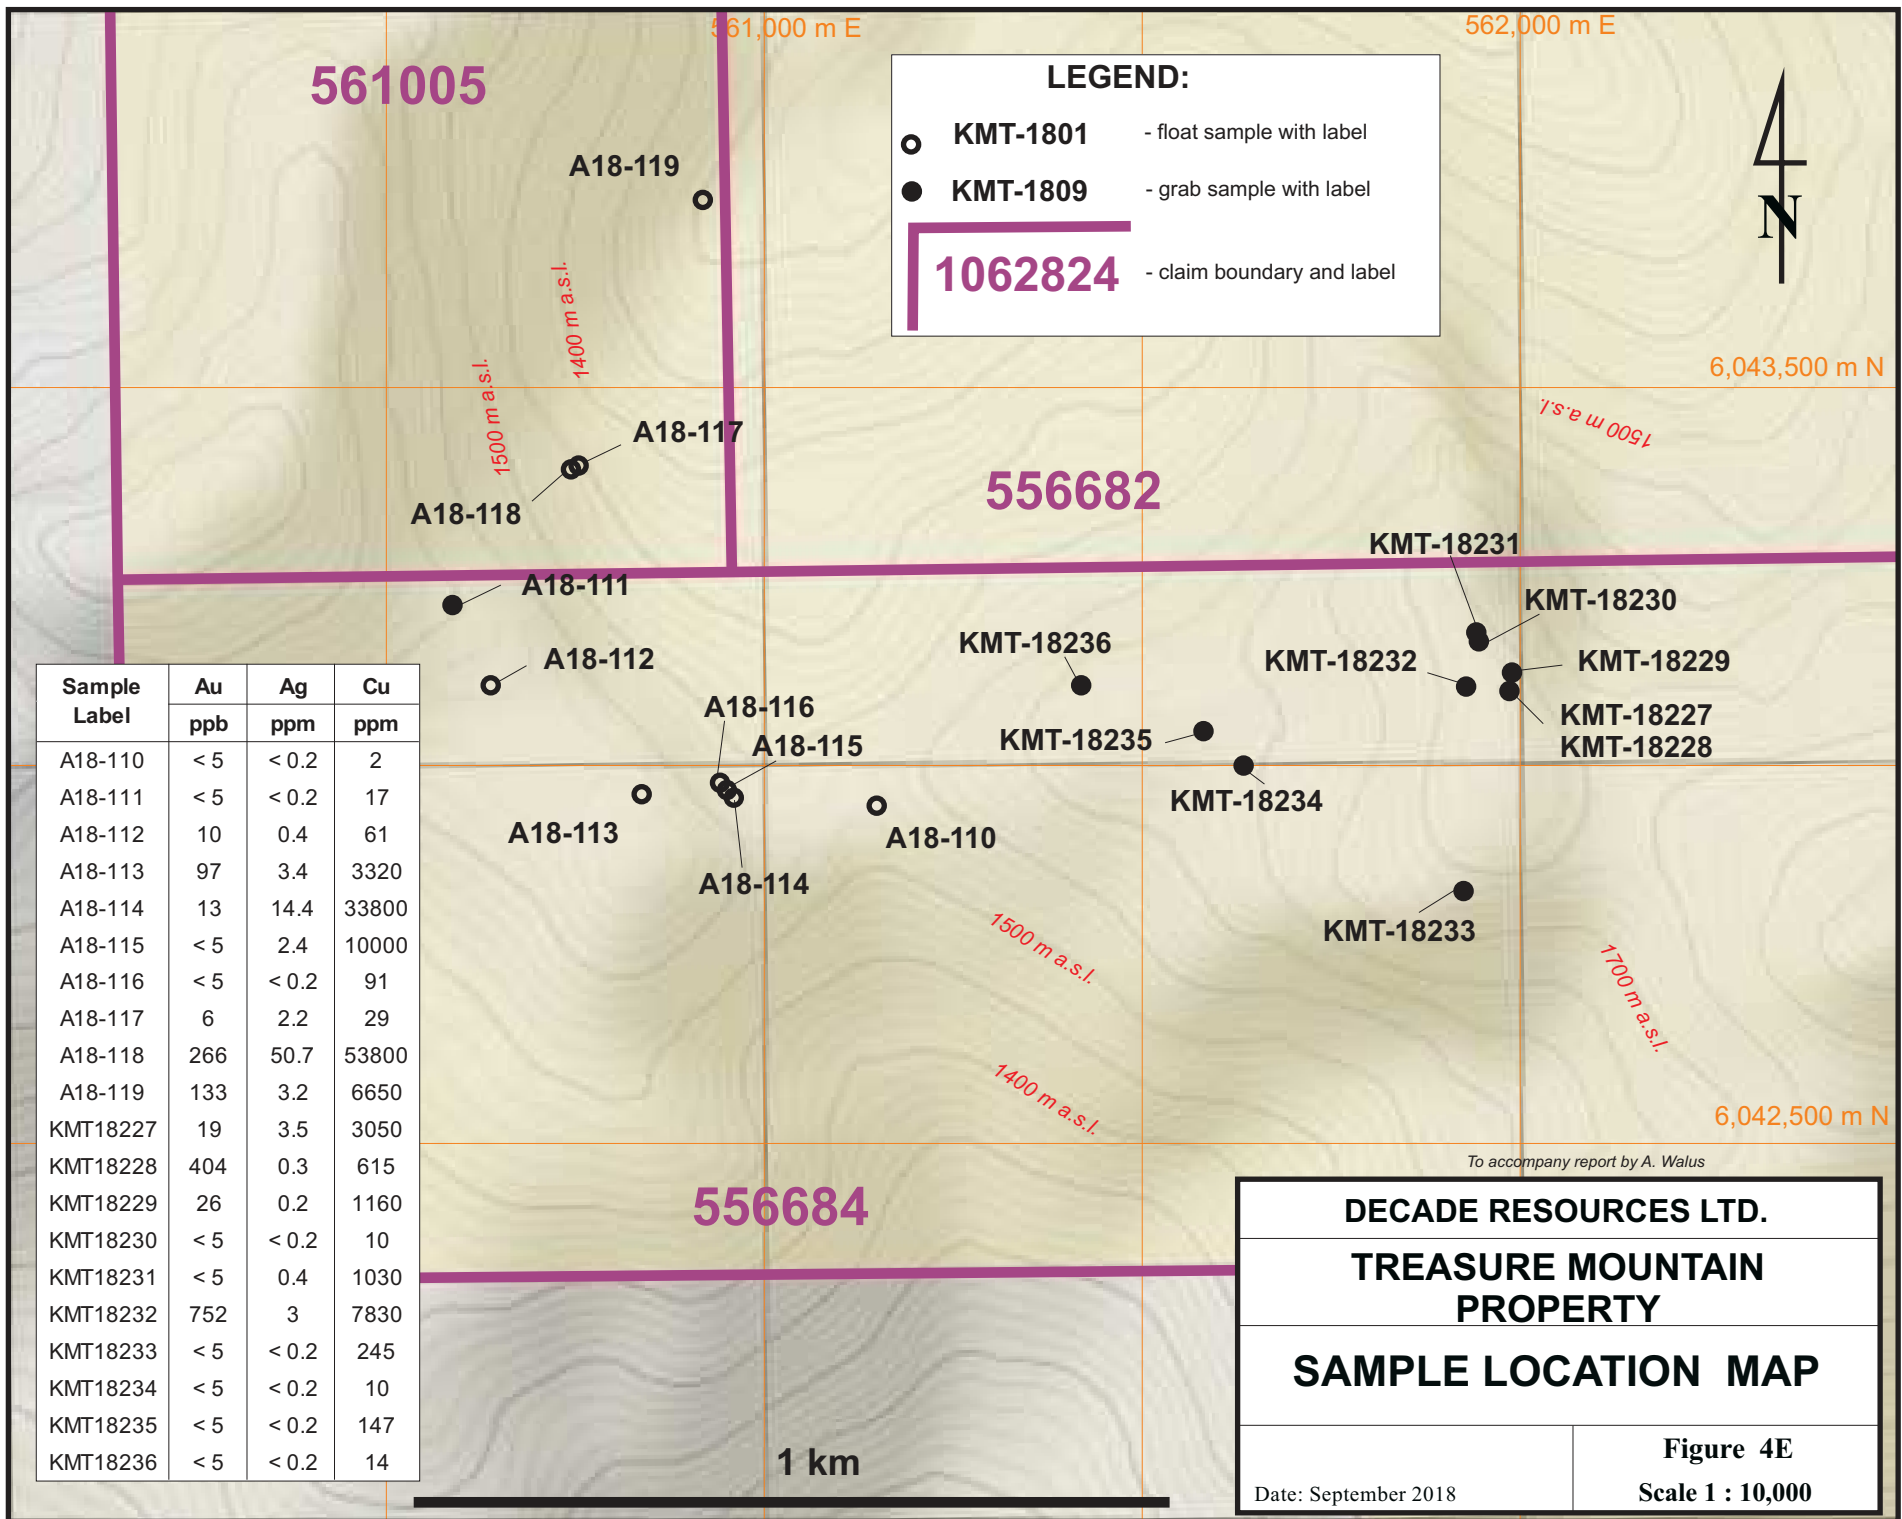 561,000 m E
562,000 m E
561005
LEGEND:
KMT-1801 - float sample with label
KMT-1809 - grab sample with label
1062824 - claim boundary and label
N
A18-119
1400 m a.s.l.
1500 m a.s.l.
6,043,500 m N
1500 m a.s.l.
A18-117
A18-118
556682
KMT-18231
A18-111
KMT-18230
A18-112
KMT-18236
KMT-18232
KMT-18229
A18-116
KMT-18227
KMT-18228
A18-115
KMT-18235
KMT-18234
A18-113
A18-110
A18-114
KMT-18233
1500 m a.s.l.
1700 m a.s.l.
1400 m a.s.l.
6,042,500 m N
556684
Sample Label Au Ag Cu
ppb ppm ppm
A18-110 < 5 < 0.2 2
A18-111 < 5 < 0.2 17
A18-112 10 0.4 61
A18-113 97 3.4 3320
A18-114 13 14.4 33800
A18-115 < 5 2.4 10000
A18-116 < 5 < 0.2 91
A18-117 6 2.2 29
A18-118 266 50.7 53800
A18-119 133 3.2 6650
KMT18227 19 3.5 3050
KMT18228 404 0.3 615
KMT18229 26 0.2 1160
KMT18230 < 5 < 0.2 10
KMT18231 < 5 0.4 1030
KMT18232 752 3 7830
KMT18233 < 5 < 0.2 245
KMT18234 < 5 < 0.2 10
KMT18235 < 5 < 0.2 147
KMT18236 < 5 < 0.2 14
1 km
To accompany report by A. Walus
DECADE RESOURCES LTD.
TREASURE MOUNTAIN
PROPERTY
SAMPLE LOCATION MAP
Date: September 2018
Figure 4E
Scale 1 : 10,000